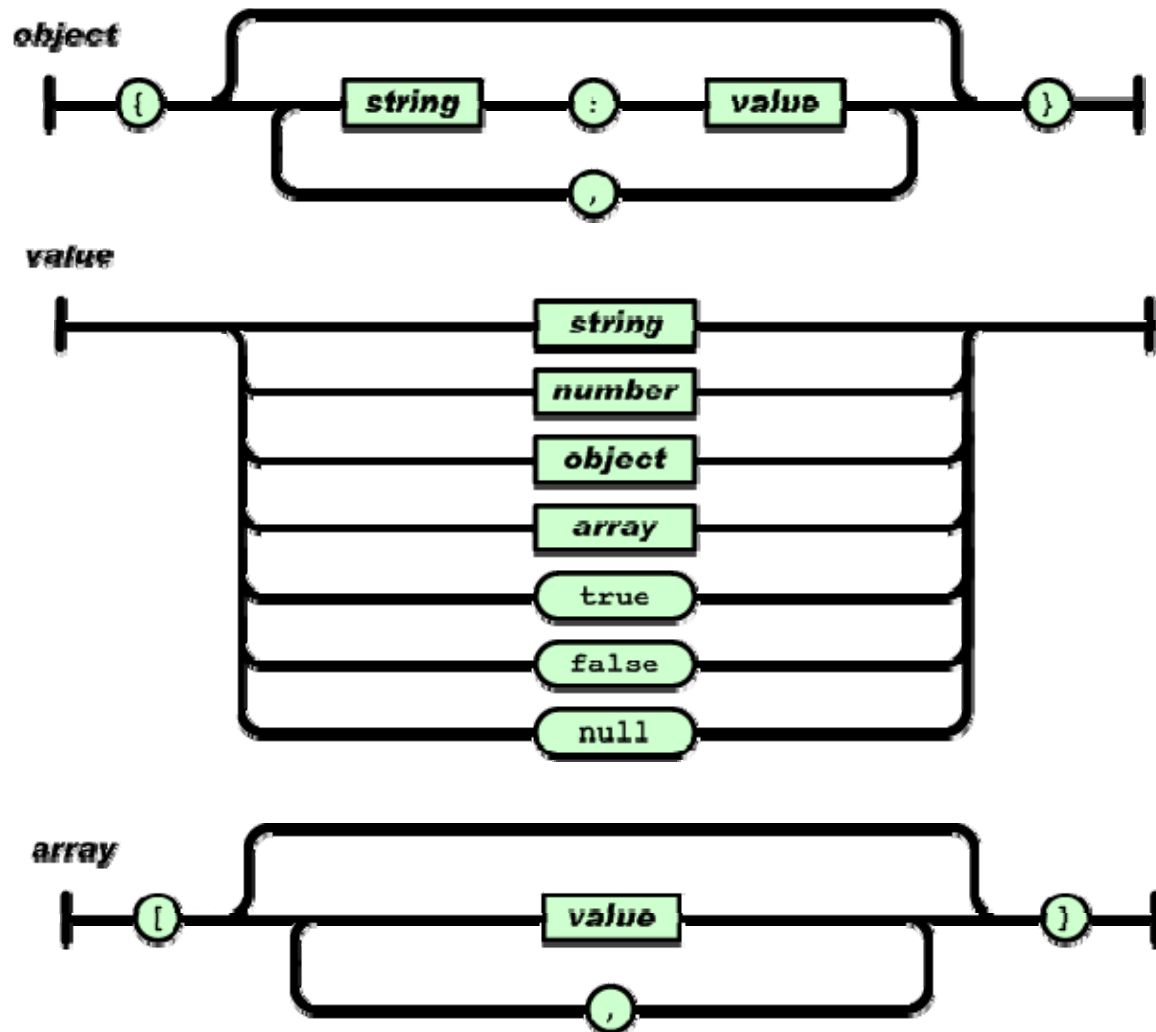 object
{ string : value }
,
value
string
number
object
array
true
false
null
array
[ value ]
,